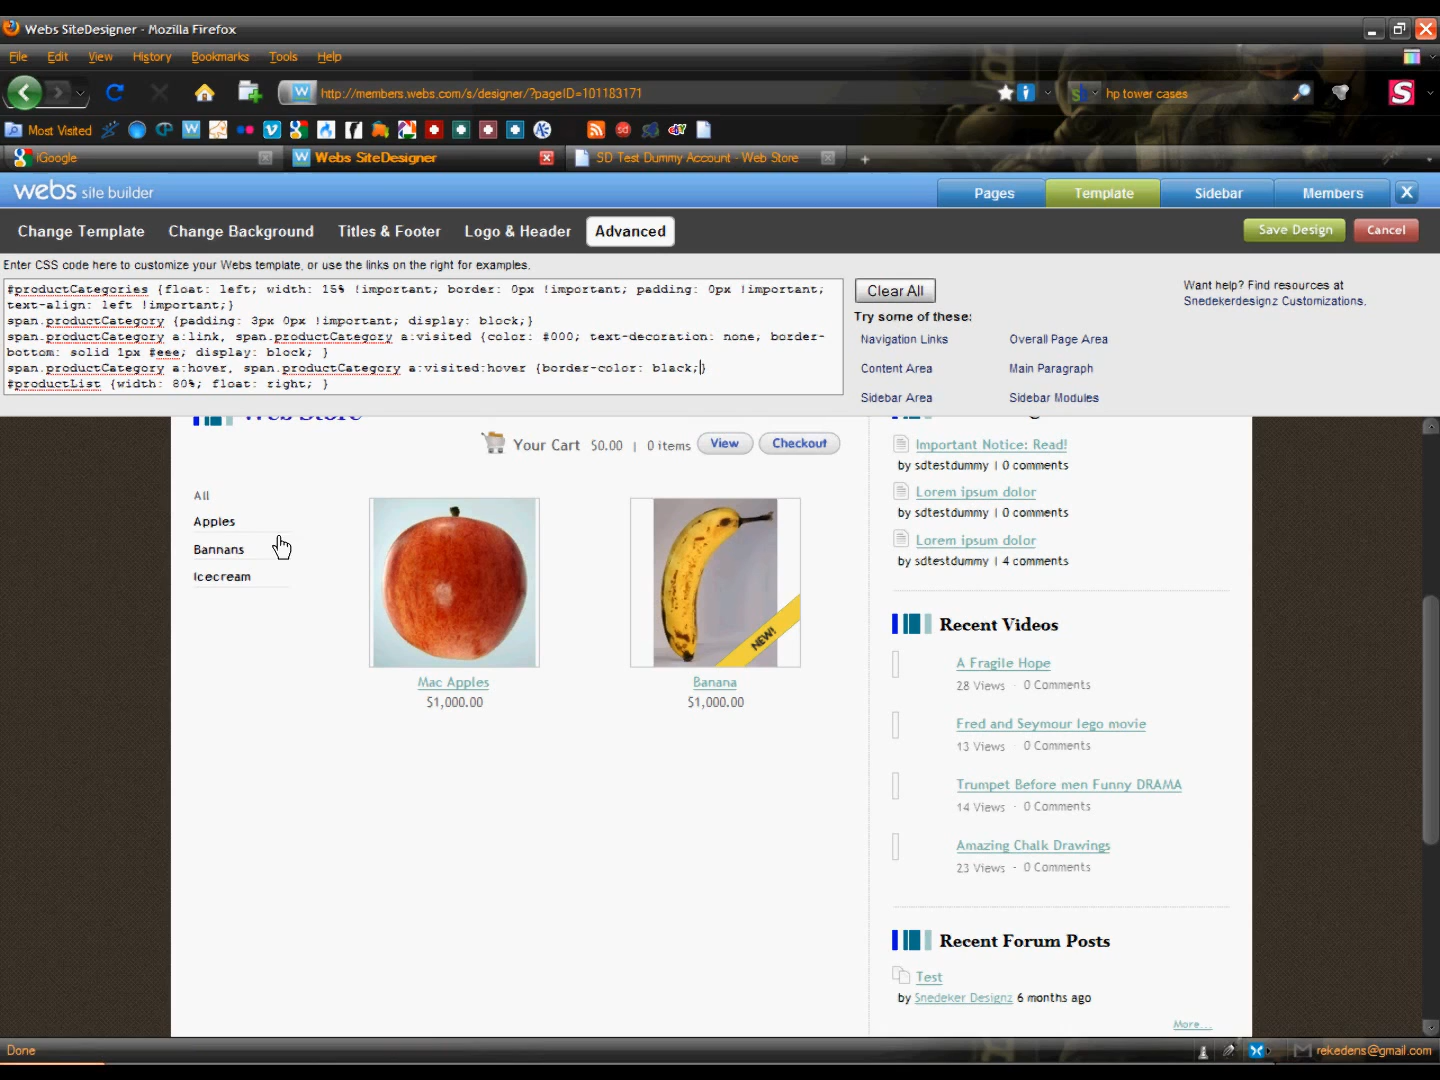 Webs SiteDesigner - Mozilla Firefox
File Edit View History Bookmarks Tools Help
http://members.webs.com/s/designer/?pageID=101183171
hp tower cases
Most Visited
iGoogle
Webs SiteDesigner
SD Test Dummy Account - Web Store
webs site builder
Pages Template Sidebar Members X
Change Template Change Background Titles & Footer Logo & Header Advanced
Save Design Cancel
Enter CSS code here to customize your Webs template, or use the links on the right for examples.
#productCategories {float: left; width: 15% !important; border: 0px !important; padding: 0px !important;
text-align: left !important;}
span.productCategory {padding: 3px 0px !important; display: block;}
span.productCategory a:link, span.productCategory a:visited {color: #000; text-decoration: none; border-
bottom: solid 1px #eee; display: block; }
span.productCategory a:hover, span.productCategory a:visited:hover {border-color: black;}
#productList {width: 80%; float: right; }
Clear All
Try some of these:
Navigation Links
Overall Page Area
Content Area
Main Paragraph
Sidebar Area
Sidebar Modules
Want help? Find resources at
Snedekerdesignz Customizations.
Web Store
Your Cart $0.00 | 0 items View Checkout
All
Apples
Bannans
Icecream
NEW!
Mac Apples
$1,000.00
Banana
$1,000.00
Important Notice: Read!
by sdtestdummy | 0 comments
Lorem ipsum dolor
by sdtestdummy | 0 comments
Lorem ipsum dolor
by sdtestdummy | 4 comments
Recent Videos
A Fragile Hope
28 Views - 0 Comments
Fred and Seymour lego movie
13 Views - 0 Comments
Trumpet Before men Funny DRAMA
14 Views - 0 Comments
Amazing Chalk Drawings
23 Views - 0 Comments
Recent Forum Posts
Test
by Snedeker Designz 6 months ago
More...
Done
rekedens@gmail.com